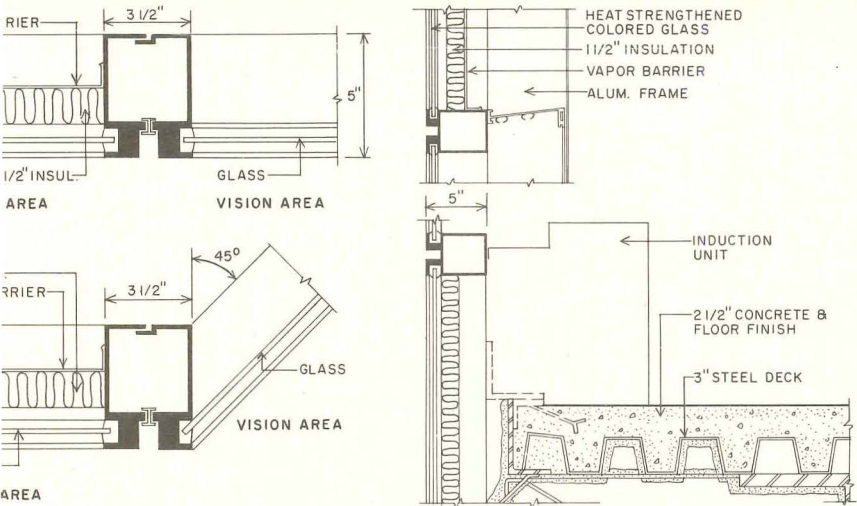 RIER
3 1/2"
5"
1/2" INSUL.
GLASS
AREA
VISION AREA
HEAT STRENGTHENED
COLORED GLASS
1 1/2" INSULATION
VAPOR BARRIER
ALUM. FRAME
5"
INDUCTION
UNIT
2 1/2" CONCRETE &
FLOOR FINISH
3" STEEL DECK
45°
RRIER
3 1/2"
GLASS
VISION AREA
AREA